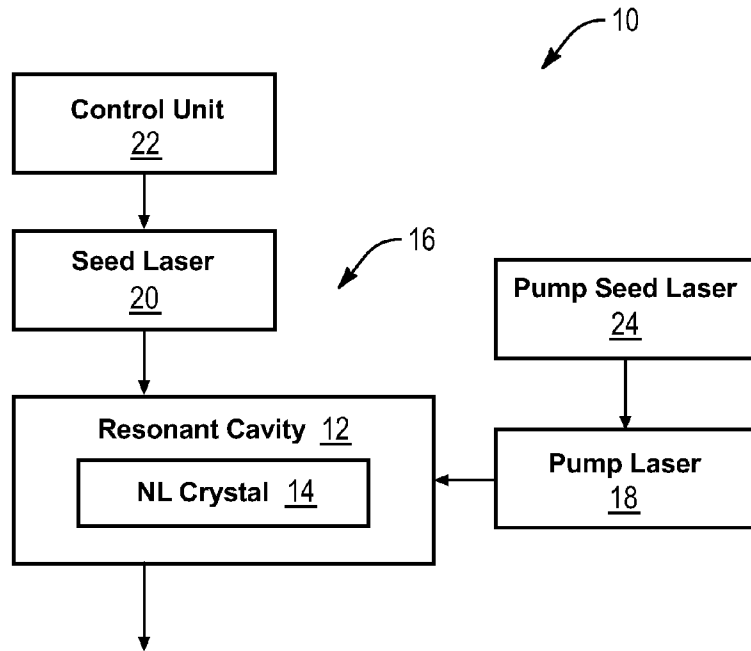 10
Control Unit
22
16
Seed Laser
20
Pump Seed Laser
24
Resonant Cavity 12
NL Crystal 14
Pump Laser
18